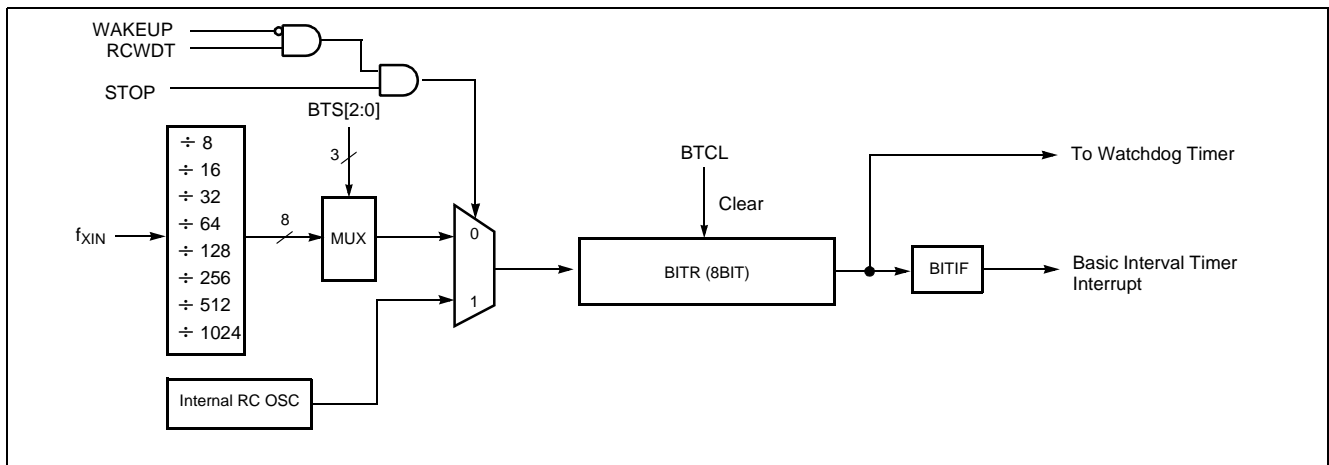 WAKEUP
RCWDT
STOP
BTS[2:0]
3
÷ 8
÷ 16
÷ 32
÷ 64
÷ 128
÷ 256
÷ 512
÷ 1024
fXIN
8
MUX
0
1
Internal RC OSC
BTCL
Clear
BITR (8BIT)
To Watchdog Timer
BITIF
Basic Interval Timer
Interrupt